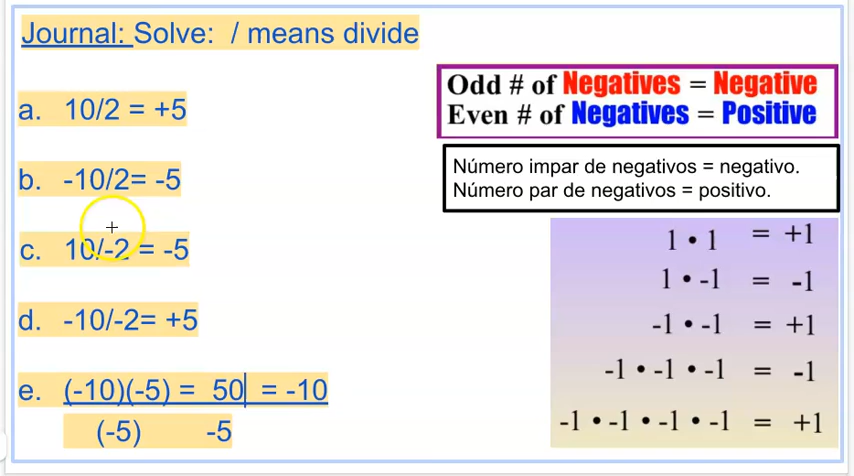 Journal: Solve: / means divide
a. 10/2 = +5
b. -10/2= -5
c. 10/-2 = -5
d. -10/-2= +5
e. (-10)(-5) = 50 = -10
(-5) -5
Odd # of Negatives = Negative
Even # of Negatives = Positive
Número impar de negativos = negativo.
Número par de negativos = positivo.
1 • 1 = +1
1 • -1 = -1
-1 • -1 = +1
-1 • -1 • -1 = -1
-1 • -1 • -1 • -1 = +1